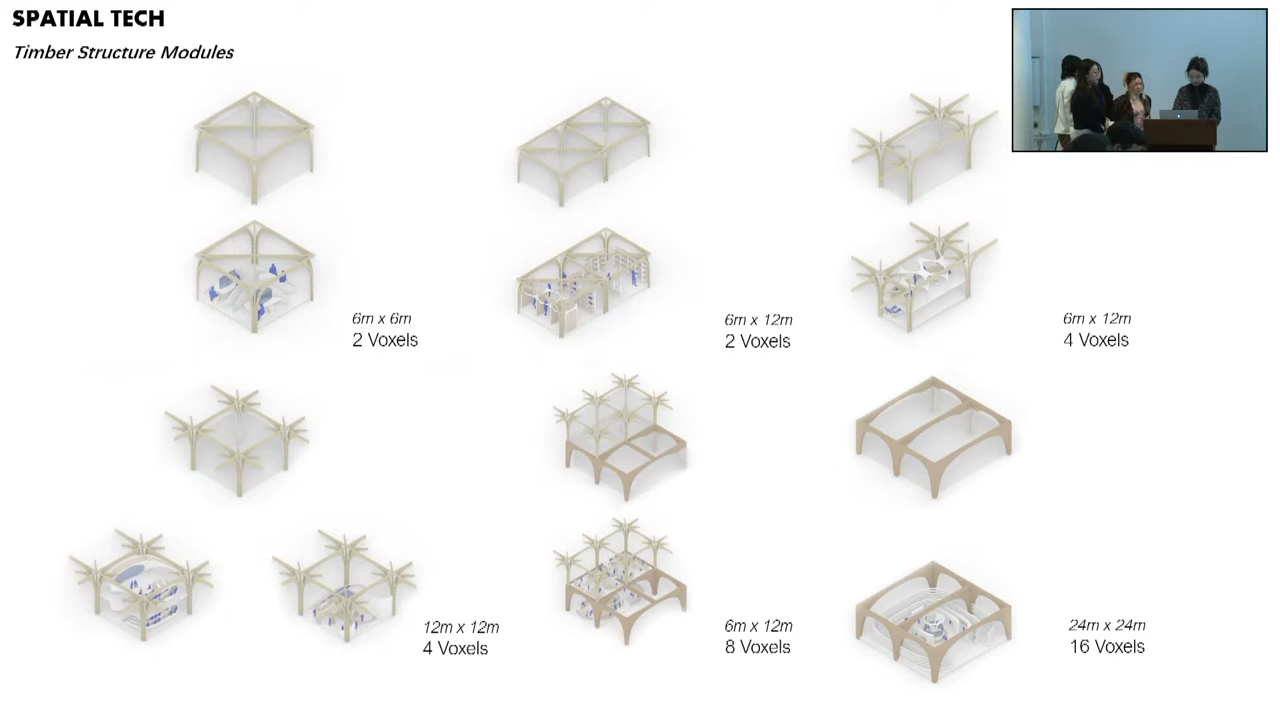 SPATIAL TECH
Timber Structure Modules
6m x 6m
2 Voxels
6m x 12m
2 Voxels
6m x 12m
4 Voxels
12m x 12m
4 Voxels
6m x 12m
8 Voxels
24m x 24m
16 Voxels